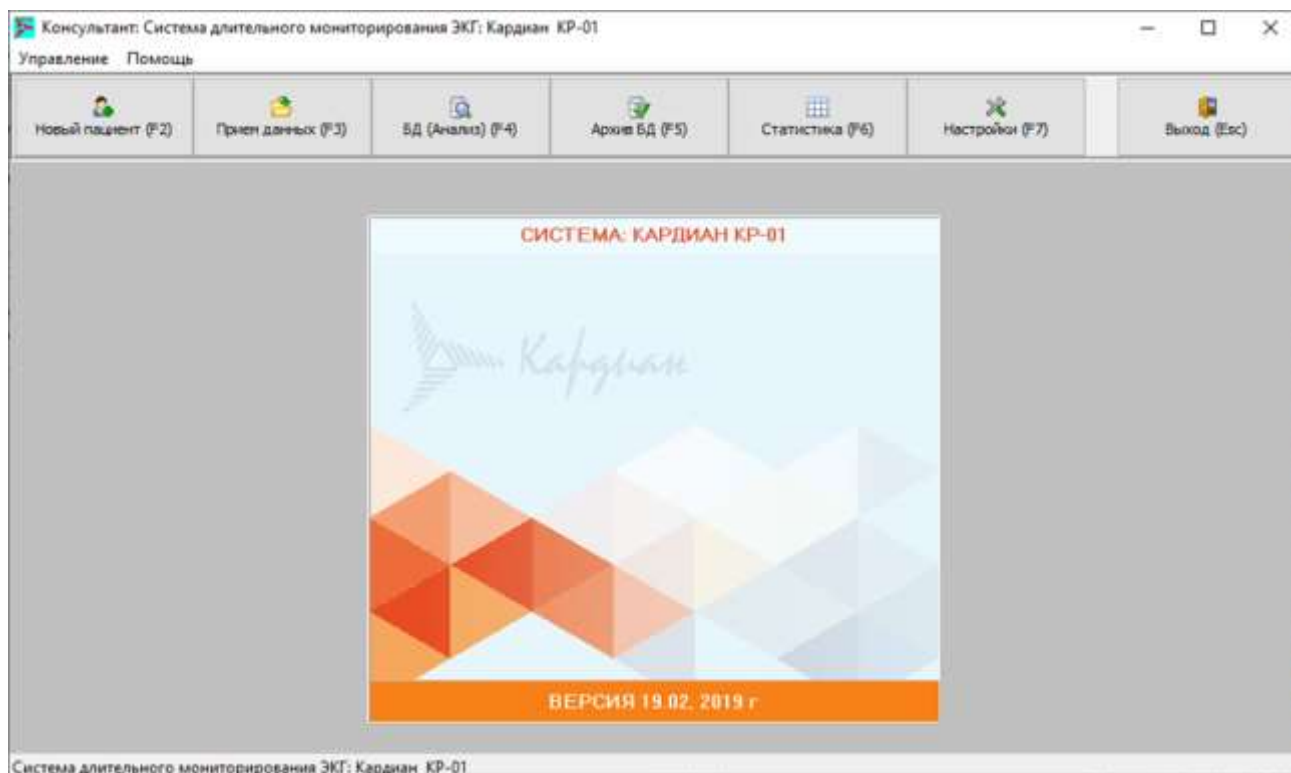 Консультант: Система длительного мониторирования ЭКГ: Кардиан КР-01
Управление Помощь
Новый пациент (F2) Прием данных (F3) БД (Анализ) (F4) Архив БД (F5) Статистика (F6) Настройки (F7) Выход (Esc)
СИСТЕМА: КАРДИАН КР-01
Кардиан
ВЕРСИЯ 19.02, 2019 г
Система длительного мониторирования ЭКГ: Кардиан КР-01